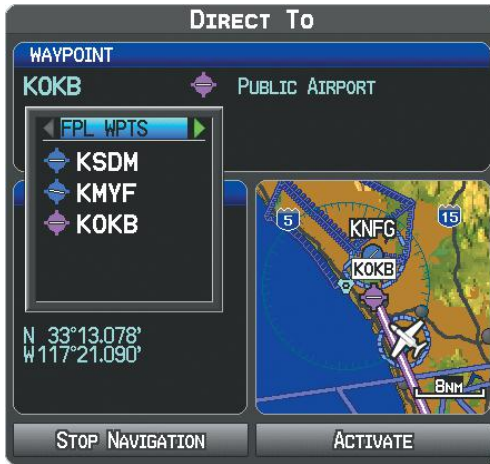 DIRECT TO
WAYPOINT
KOKB
PUBLIC AIRPORT
FPL WPTS
KSDM
KMYF
KOKB
N 33°13.078'
W117°21.090'
5
15
KNFG
KOKB
8NM
STOP NAVIGATION
ACTIVATE